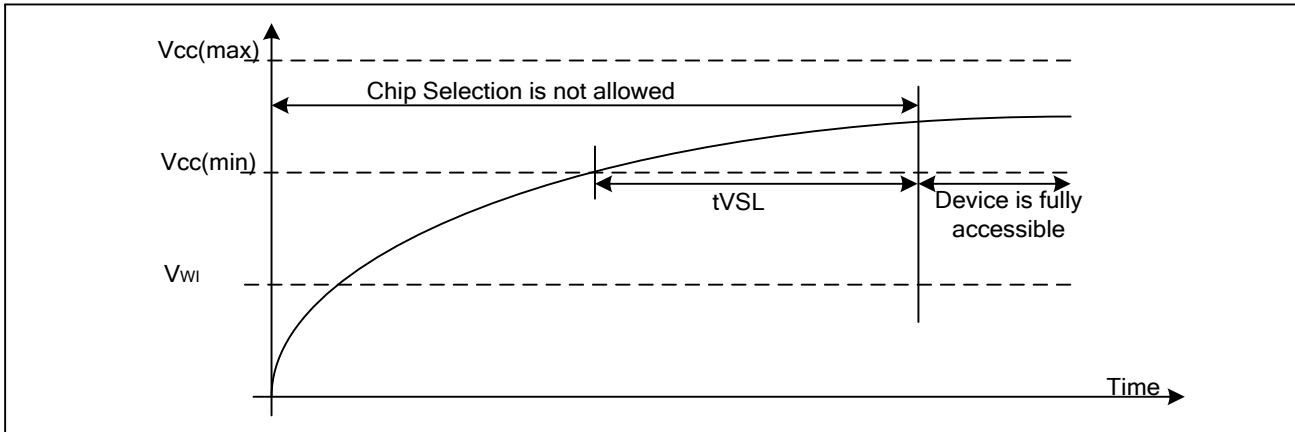 Vcc(max)
Chip Selection is not allowed
Vcc(min)
tVSL
Device is fully
accessible
VWI
Time